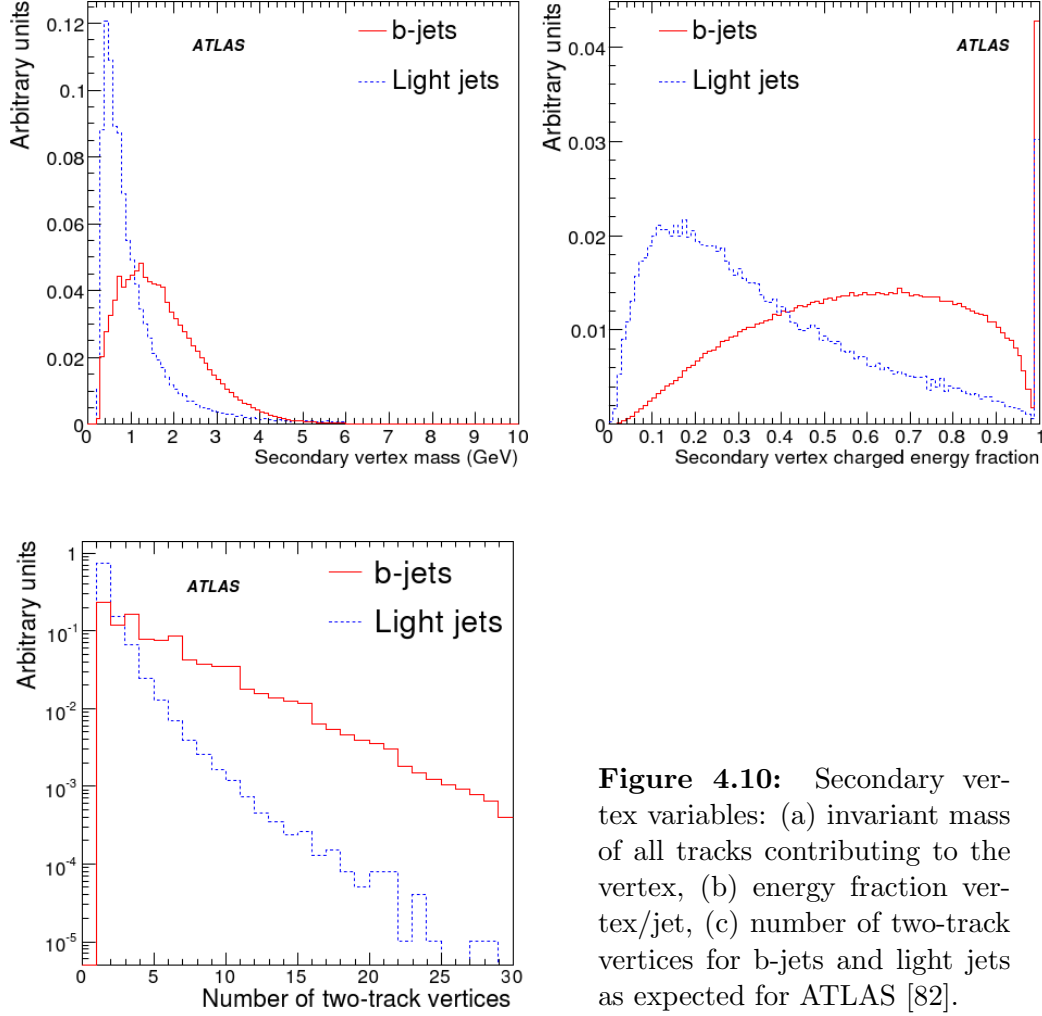 Arbitrary units
0.12
0.1
0.08
0.06
0.04
0.02
0
ATLAS
b-jets
Light jets
0 1 2 3 4 5 6 7 8 9 10
Secondary vertex mass (GeV)
Arbitrary units
0.04
0.03
0.02
0.01
0
b-jets
ATLAS
Light jets
0 0.1 0.2 0.3 0.4 0.5 0.6 0.7 0.8 0.9 1
Secondary vertex charged energy fraction
Arbitrary units
1
10-1
10-2
10-3
10-4
10-5
ATLAS
b-jets
Light jets
0 5 10 15 20 25 30
Number of two-track vertices
Figure 4.10: Secondary ver-
tex variables: (a) invariant mass
of all tracks contributing to the
vertex, (b) energy fraction ver-
tex/jet, (c) number of two-track
vertices for b-jets and light jets
as expected for ATLAS [82].